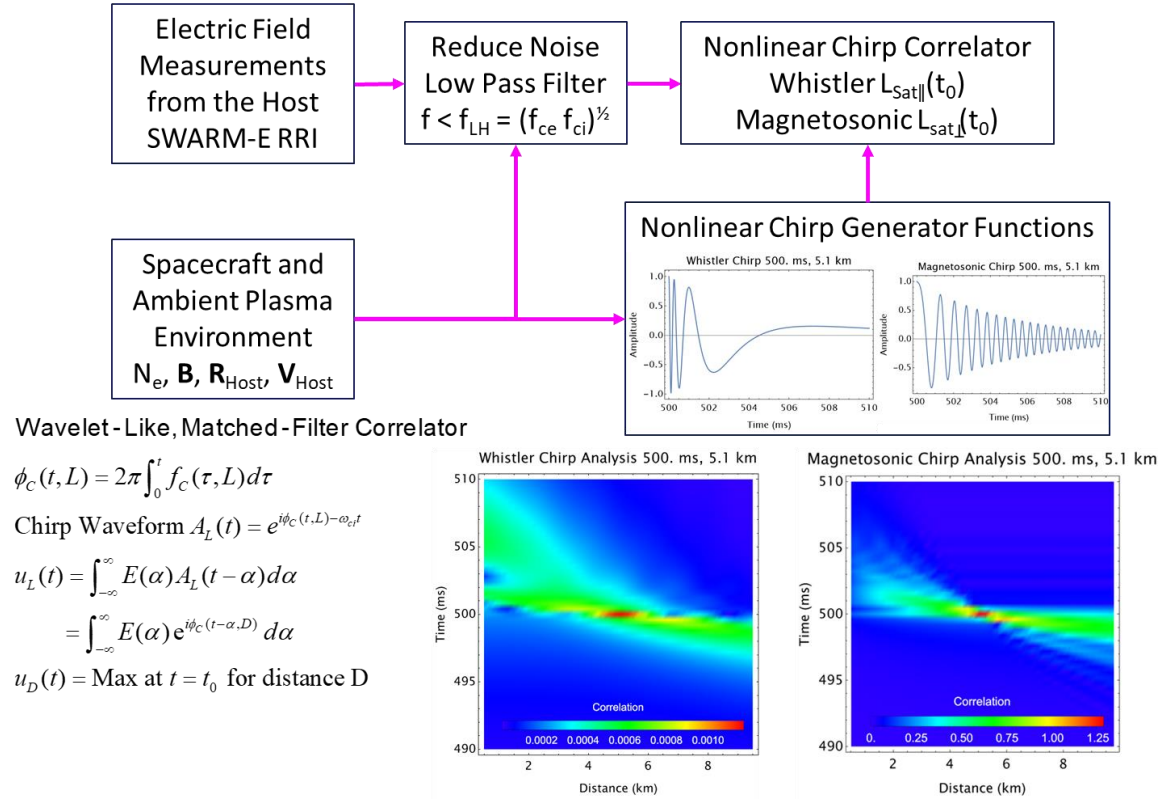 Electric Field
Measurements
from the Host
SWARM-E RRI
Reduce Noise
Low Pass Filter
f < f_LH = (f_ce f_ci)^½
Nonlinear Chirp Correlator
Whistler L_Sat∥(t_0)
Magnetosonic L_sat⊥(t_0)
Spacecraft and
Ambient Plasma
Environment
N_e, B, R_Host, V_Host
Nonlinear Chirp Generator Functions
Whistler Chirp 500. ms, 5.1 km
Amplitude
1.0
0.5
0.0
-0.5
-1.0
500 502 504 506 508 510
Time (ms)
Magnetosonic Chirp 500. ms, 5.1 km
Amplitude
1.0
0.5
0.0
-0.5
500 502 504 506 508 510
Time (ms)
Wavelet-Like, Matched-Filter Correlator
ϕ_C(t, L) = 2π∫_0^t f_C(τ, L)dτ
Chirp Waveform A_L(t) = e^{iϕ_C(t,L)−ω_ci t}
u_L(t) = ∫_{−∞}^{∞} E(α)A_L(t−α)dα
= ∫_{−∞}^{∞} E(α) e^{iϕ_C(t−α,D)} dα
u_D(t) = Max at t = t_0 for distance D
Whistler Chirp Analysis 500. ms, 5.1 km
Time (ms)
510
505
500
495
490
Correlation
0.0002 0.0004 0.0006 0.0008 0.0010
2 4 6 8
Distance (km)
Magnetosonic Chirp Analysis 500. ms, 5.1 km
Time (ms)
510
505
500
495
490
Correlation
0. 0.25 0.50 0.75 1.00 1.25
2 4 6 8
Distance (km)